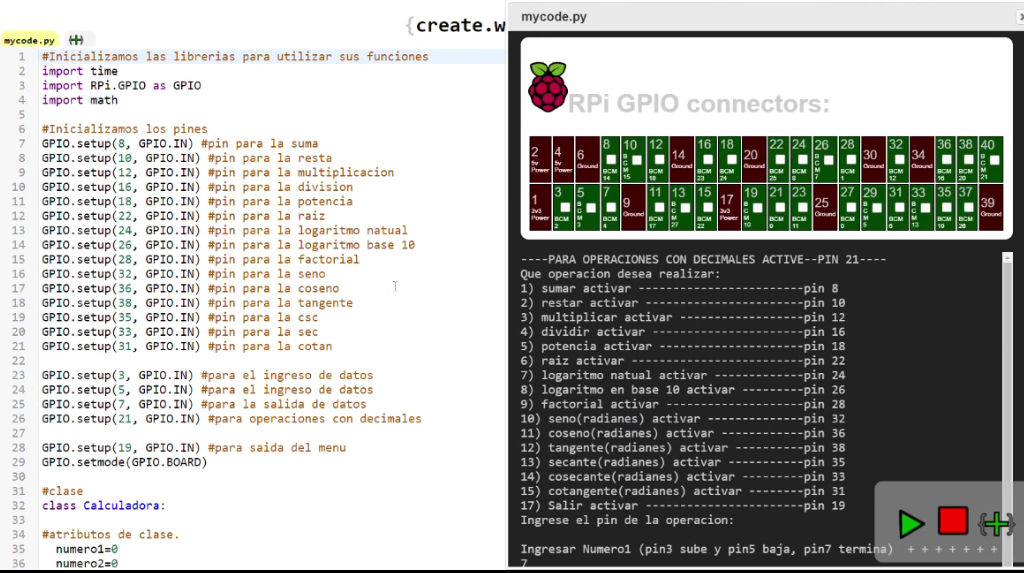 {create.w
mycode.py
1 #Inicializamos las librerias para utilizar sus funciones
2 import time
3 import RPi.GPIO as GPIO
4 import math
5
6 #Inicializamos los pines
7 GPIO.setup(8, GPIO.IN) #pin para la suma
8 GPIO.setup(10, GPIO.IN) #pin para la resta
9 GPIO.setup(12, GPIO.IN) #pin para la multiplicacion
10 GPIO.setup(16, GPIO.IN) #pin para la division
11 GPIO.setup(18, GPIO.IN) #pin para la potencia
12 GPIO.setup(22, GPIO.IN) #pin para la raiz
13 GPIO.setup(24, GPIO.IN) #pin para la logaritmo natual
14 GPIO.setup(26, GPIO.IN) #pin para la logaritmo base 10
15 GPIO.setup(28, GPIO.IN) #pin para la factorial
16 GPIO.setup(32, GPIO.IN) #pin para la seno
17 GPIO.setup(36, GPIO.IN) #pin para la coseno
18 GPIO.setup(38, GPIO.IN) #pin para la tangente
19 GPIO.setup(35, GPIO.IN) #pin para la csc
20 GPIO.setup(33, GPIO.IN) #pin para la sec
21 GPIO.setup(31, GPIO.IN) #pin para la cotan
22
23 GPIO.setup(3, GPIO.IN) #para el ingreso de datos
24 GPIO.setup(5, GPIO.IN) #para el ingreso de datos
25 GPIO.setup(7, GPIO.IN) #para la salida de datos
26 GPIO.setup(21, GPIO.IN) #para operaciones con decimales
27
28 GPIO.setup(19, GPIO.IN) #para saida del menu
29 GPIO.setmode(GPIO.BOARD)
30
31 #clase
32 class Calculadora:
33
34 #atributos de clase.
35 numero1=0
36 numero2=0
mycode.py
RPi GPIO connectors:
2 4 6 8 10 12 14 16 18 20 22 24 26 28 30 32 34 36 38 40
5v Power 5v Power Ground BCM 14 BCM 15 BCM 18 Ground BCM 23 BCM 24 Ground BCM 25 BCM 8 BCM 7 BCM 1 Ground BCM 12 Ground BCM 16 BCM 20 BCM 21
1 3 5 7 9 11 13 15 17 19 21 23 25 27 29 31 33 35 37 39
3v3 Power BCM 2 BCM 3 BCM 4 Ground BCM 17 BCM 27 BCM 22 3v3 Power BCM 10 BCM 9 BCM 11 Ground BCM 0 BCM 5 BCM 6 BCM 13 BCM 19 BCM 26 Ground
----PARA OPERACIONES CON DECIMALES ACTIVE--PIN 21----
Que operacion desea realizar:
1) sumar activar ------------------------pin 8
2) restar activar ----------------------pin 10
3) multiplicar activar -----------------pin 12
4) dividir activar ---------------------pin 16
5) potencia activar --------------------pin 18
6) raiz activar ------------------------pin 22
7) logaritmo natual activar ------------pin 24
8) logaritmo en base 10 activar --------pin 26
9) factorial activar -------------------pin 28
10) seno(radianes) activar -------------pin 32
11) coseno(radianes) activar -----------pin 36
12) tangente(radianes) activar ---------pin 38
13) secante(radianes) activar ----------pin 35
14) cosecante(radianes) activar --------pin 33
15) cotangente(radianes) activar -------pin 31
17) Salir activar ----------------------pin 19
Ingrese el pin de la operacion:
Ingresar Numero1 (pin3 sube y pin5 baja, pin7 termina)
7